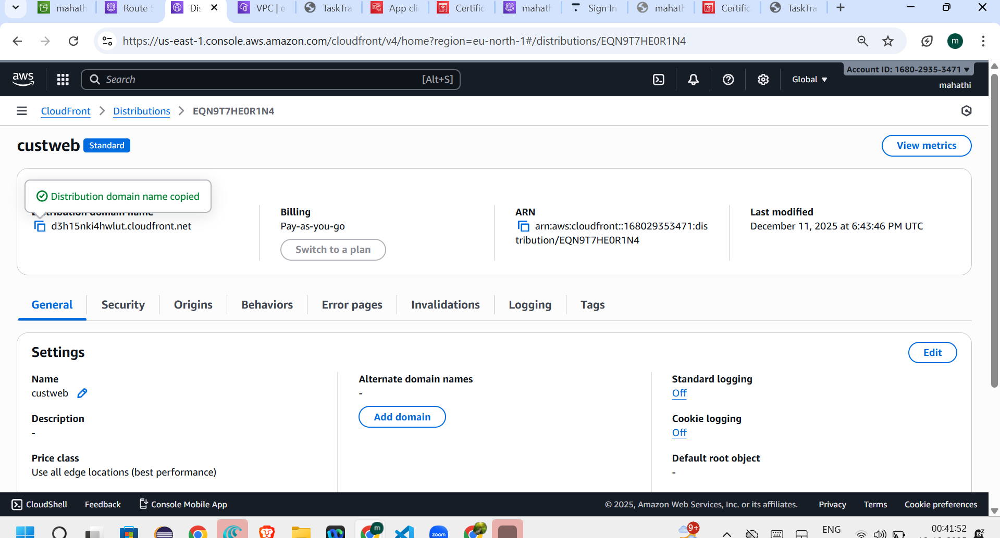 mahath
Route 5
Dis
VPC | e
TaskTra
App clie
Certific
mahath
Sign In
mahath
Certific
TaskTra
https://us-east-1.console.aws.amazon.com/cloudfront/v4/home?region=eu-north-1#/distributions/EQN9T7HE0R1N4
m
aws
Search
[Alt+S]
Global ▼
Account ID: 1680-2935-3471 ▼
mahathi
CloudFront
Distributions
EQN9T7HE0R1N4
custweb
Standard
View metrics
Distribution domain name copied
Distribution domain name
d3h15nki4hwlut.cloudfront.net
Billing
Pay-as-you-go
Switch to a plan
ARN
arn:aws:cloudfront::168029353471:dis
tribution/EQN9T7HE0R1N4
Last modified
December 11, 2025 at 6:43:46 PM UTC
General
Security
Origins
Behaviors
Error pages
Invalidations
Logging
Tags
Settings
Edit
Name
custweb
Description
-
Price class
Use all edge locations (best performance)
Alternate domain names
-
Add domain
Standard logging
Off
Cookie logging
Off
Default root object
-
CloudShell
Feedback
Console Mobile App
© 2025, Amazon Web Services, Inc. or its affiliates.
Privacy
Terms
Cookie preferences
m
zoom
9+
ENG
00:41:52